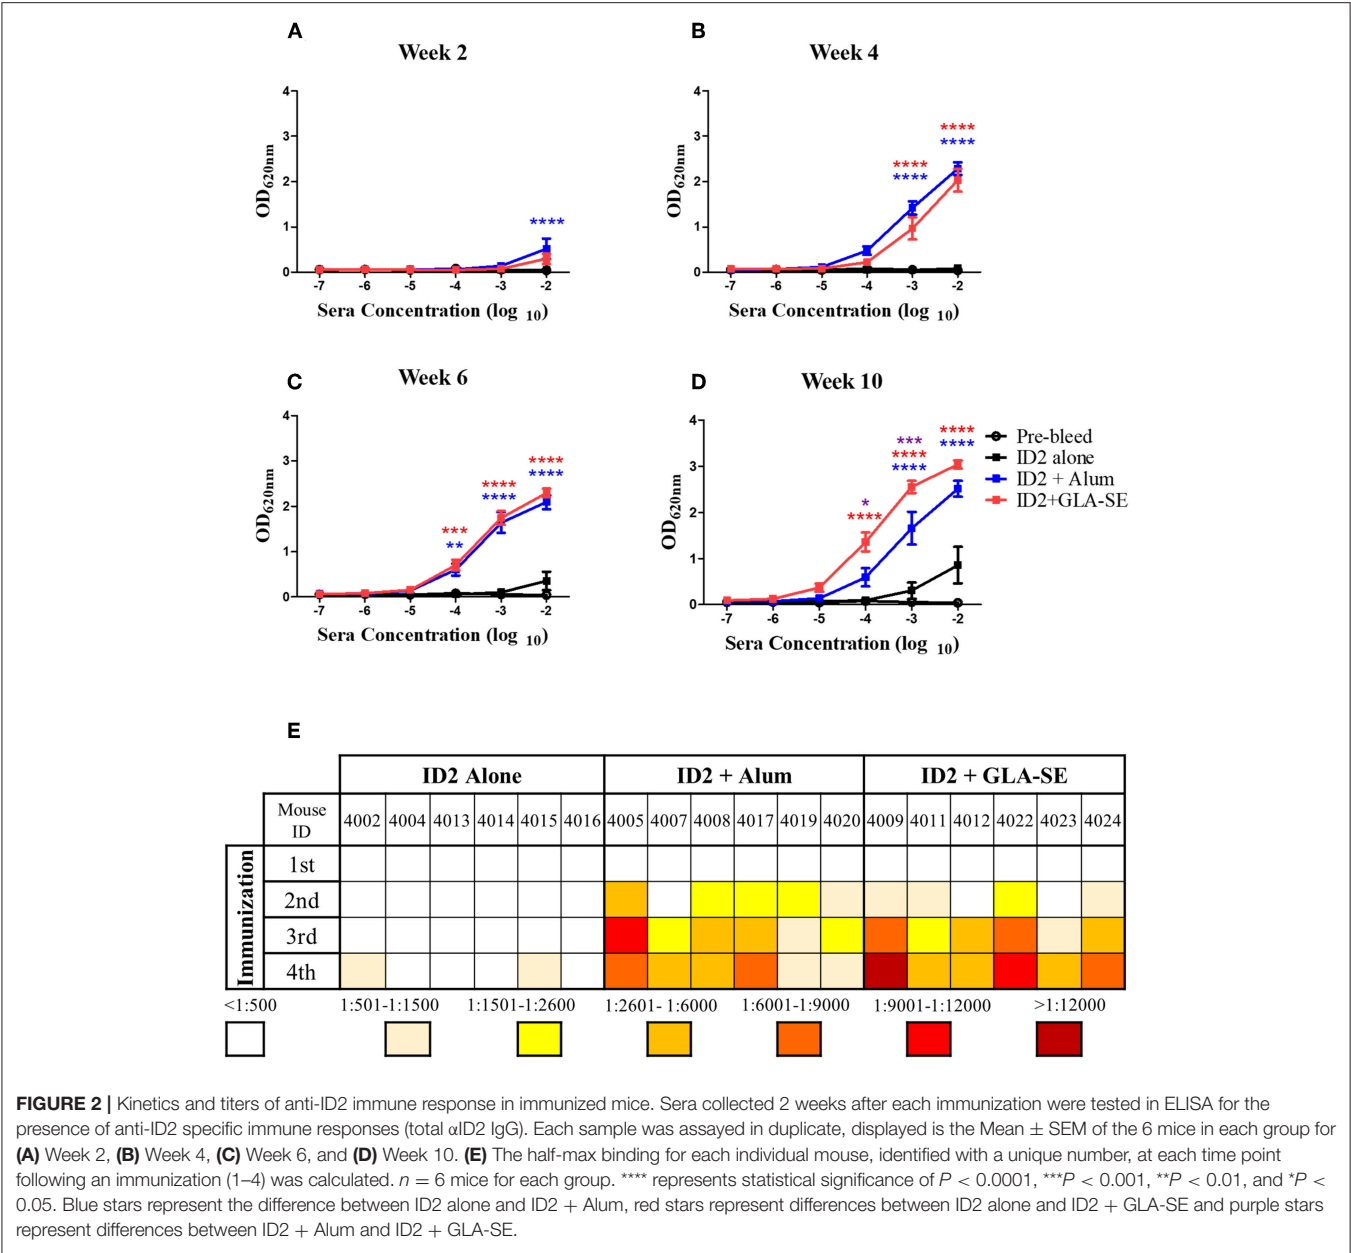 A
Week 2
4
3
2
1
0
OD620nm
****
-7 -6 -5 -4 -3 -2
Sera Concentration (log 10)
B
Week 4
4
3
2
1
0
OD620nm
****
****
****
****
-7 -6 -5 -4 -3 -2
Sera Concentration (log 10)
C
Week 6
4
3
2
1
0
OD620nm
***
**
****
****
****
****
-7 -6 -5 -4 -3 -2
Sera Concentration (log 10)
D
Week 10
4
3
2
1
0
OD620nm
*
****
***
****
****
****
****
-7 -6 -5 -4 -3 -2
Sera Concentration (log 10)
Pre-bleed
ID2 alone
ID2 + Alum
ID2+GLA-SE
E
ID2 Alone ID2 + Alum ID2 + GLA-SE
Mouse ID 4002 4004 4013 4014 4015 4016 4005 4007 4008 4017 4019 4020 4009 4011 4012 4022 4023 4024
Immunization
1st
2nd
3rd
4th
<1:500 1:501-1:1500 1:1501-1:2600 1:2601- 1:6000 1:6001-1:9000 1:9001-1:12000 >1:12000
FIGURE 2 | Kinetics and titers of anti-ID2 immune response in immunized mice. Sera collected 2 weeks after each immunization were tested in ELISA for the
presence of anti-ID2 specific immune responses (total αID2 IgG). Each sample was assayed in duplicate, displayed is the Mean ± SEM of the 6 mice in each group for
(A) Week 2, (B) Week 4, (C) Week 6, and (D) Week 10. (E) The half-max binding for each individual mouse, identified with a unique number, at each time point
following an immunization (1–4) was calculated. n = 6 mice for each group. **** represents statistical significance of P < 0.0001, ***P < 0.001, **P < 0.01, and *P <
0.05. Blue stars represent the difference between ID2 alone and ID2 + Alum, red stars represent differences between ID2 alone and ID2 + GLA-SE and purple stars
represent differences between ID2 + Alum and ID2 + GLA-SE.